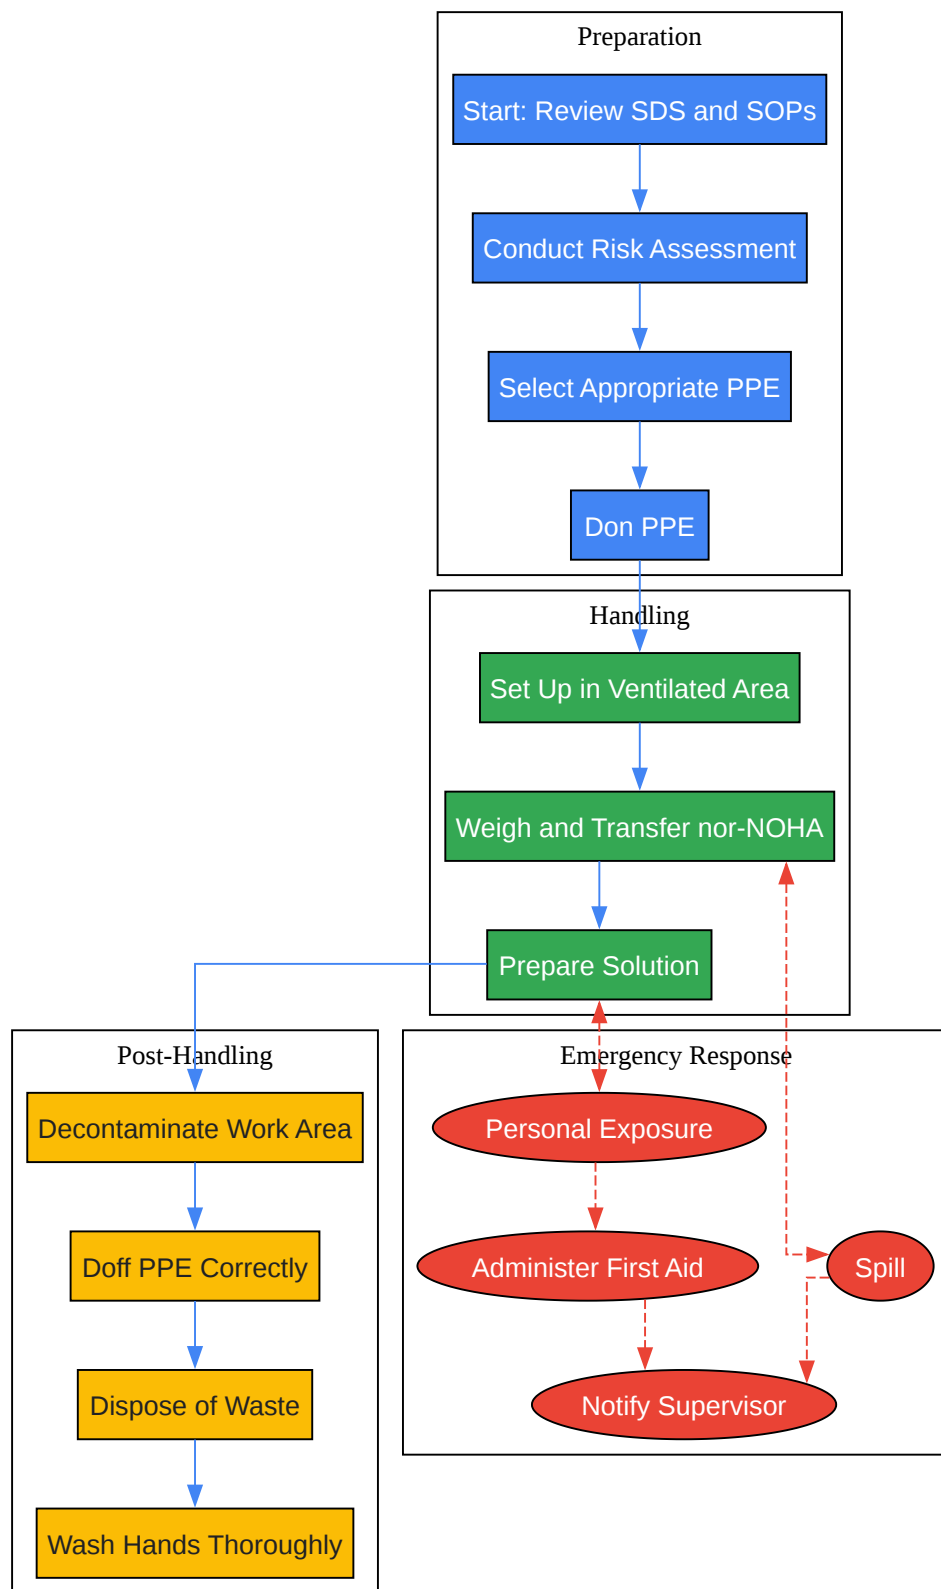 Preparation
Start: Review SDS and SOPs
Conduct Risk Assessment
Select Appropriate PPE
Don PPE
Handling
Set Up in Ventilated Area
Weigh and Transfer nor-NOHA
Prepare Solution
Post-Handling
Decontaminate Work Area
Doff PPE Correctly
Dispose of Waste
Wash Hands Thoroughly
Emergency Response
Personal Exposure
Administer First Aid
Spill
Notify Supervisor